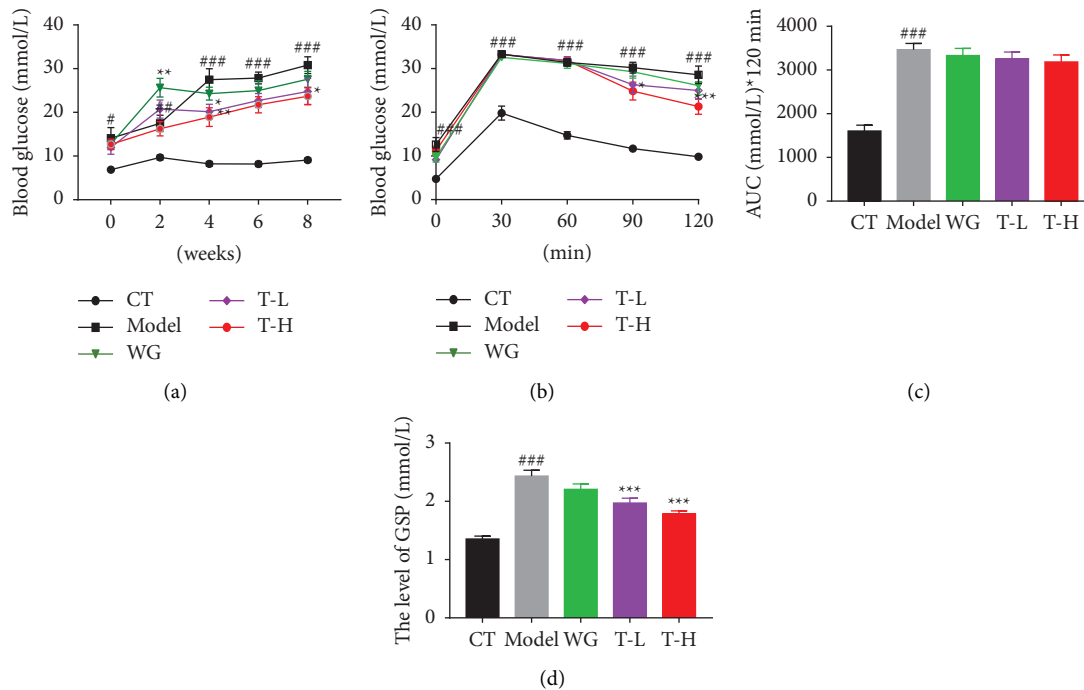 Blood glucose (mmol/L)
40
30
20
10
0
#
**
##
###
*
**
###
###
*
0 2 4 6 8
(weeks)
CT
Model
WG
T-L
T-H
(a)
Blood glucose (mmol/L)
40
30
20
10
0
###
###
###
###
*
###
***
0 30 60 90 120
(min)
CT
Model
WG
T-L
T-H
(b)
AUC (mmol/L)*120 min
4000
3000
2000
1000
0
###
CT Model WG T-L T-H
(c)
The level of GSP (mmol/L)
3
2
1
0
###
***
***
CT Model WG T-L T-H
(d)